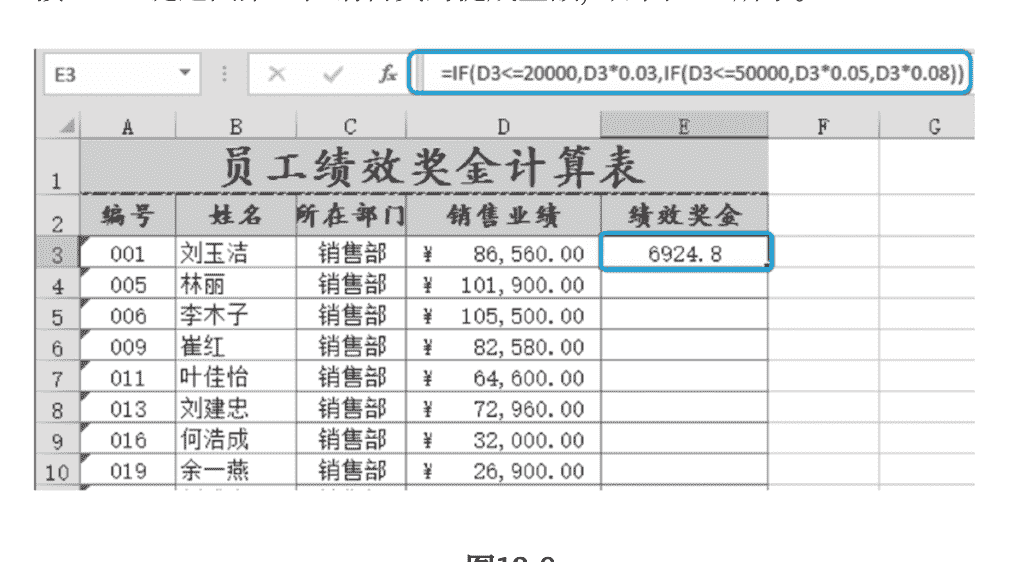 E3 fx =IF(D3<=20000,D3*0.03,IF(D3<=50000,D3*0.05,D3*0.08))
A B C D E F G
1 员工绩效奖金计算表
2 编号 姓名 所在部门 销售业绩 绩效奖金
3 001 刘玉洁 销售部 ¥ 86,560.00 6924.8
4 005 林丽 销售部 ¥ 101,900.00
5 006 李木子 销售部 ¥ 105,500.00
6 009 崔红 销售部 ¥ 82,580.00
7 011 叶佳怡 销售部 ¥ 64,600.00
8 013 刘建忠 销售部 ¥ 72,960.00
9 016 何浩成 销售部 ¥ 32,000.00
10 019 余一燕 销售部 ¥ 26,900.00